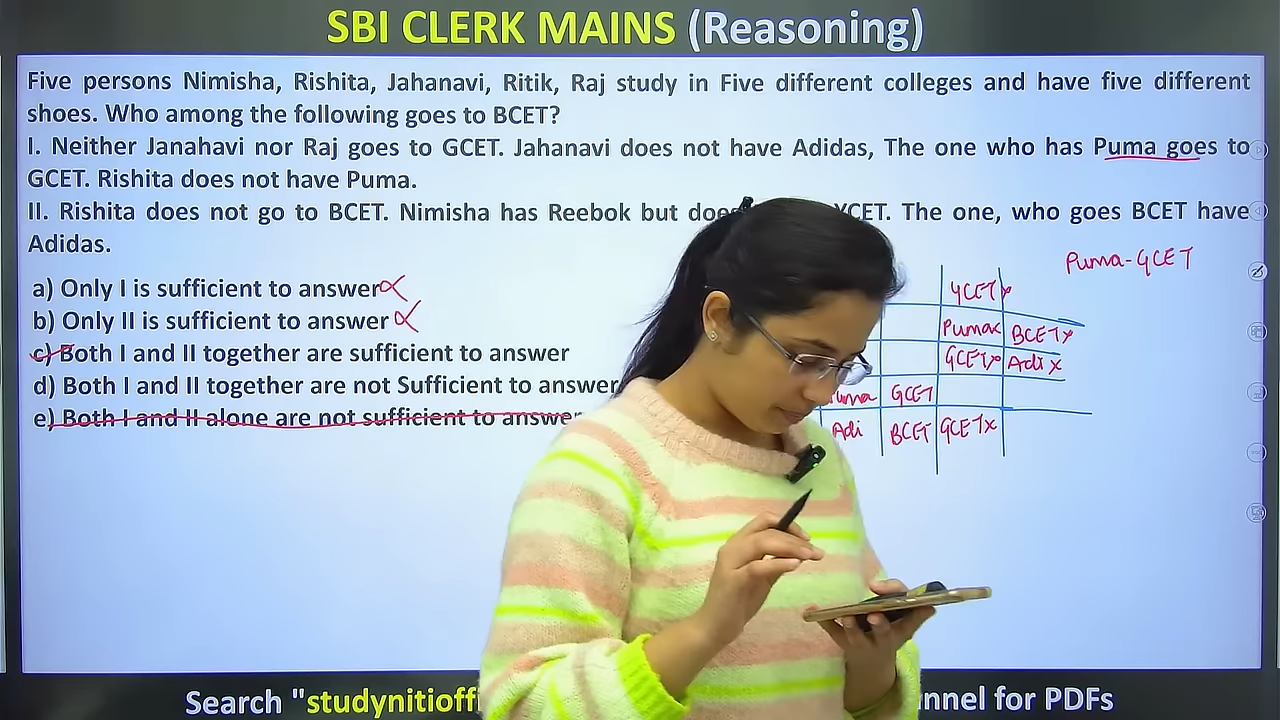 SBI CLERK MAINS (Reasoning)
Five persons Nimisha, Rishita, Jahanavi, Ritik, Raj study in Five different colleges and have five different
shoes. Who among the following goes to BCET?
I. Neither Janahavi nor Raj goes to GCET. Jahanavi does not have Adidas, The one who has Puma goes to
GCET. Rishita does not have Puma.
II. Rishita does not go to BCET. Nimisha has Reebok but YCET. The one, who goes BCET have
Adidas.
Puma-GCET
a) Only I is sufficient to answer
b) Only II is sufficient to answer
c) Both I and II together are sufficient to answer
d) Both I and II together are not Sufficient to answer
e) Both I and II alone are not sufficient to
YCET x
Puma x BCET x
GCET x Adi x
GCET
Adi BCET GCET x
Search "for PDFs